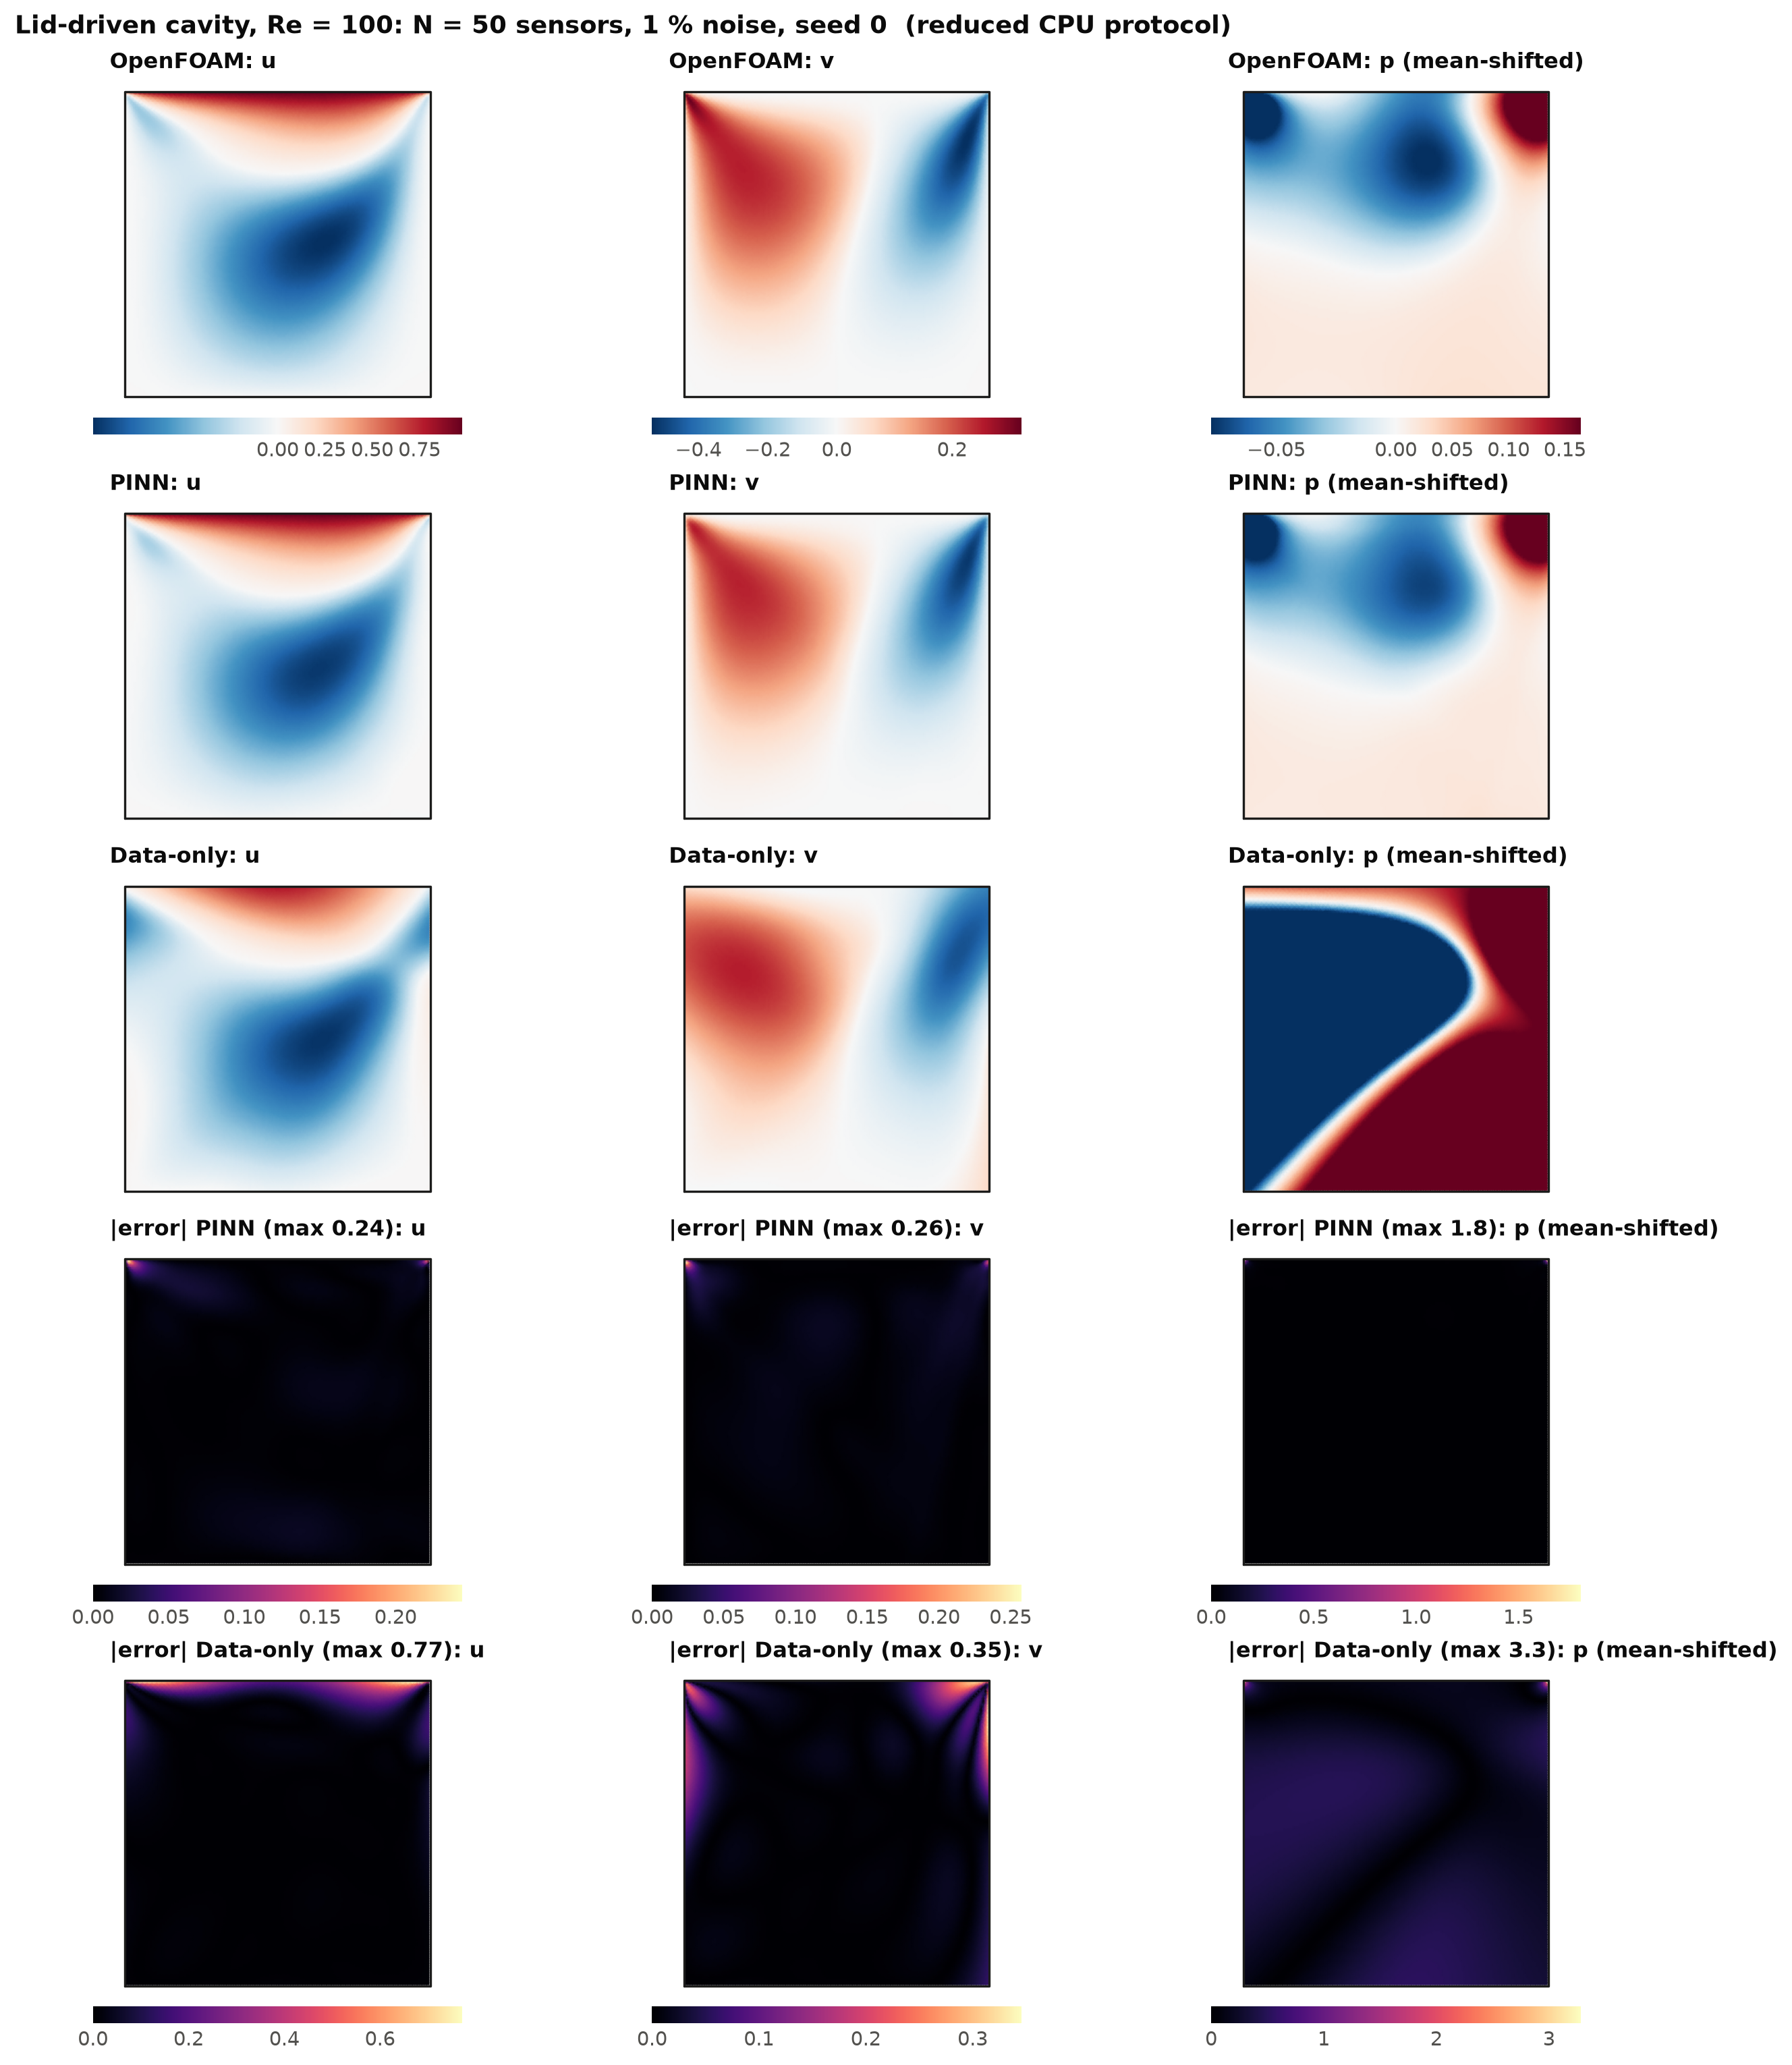 Lid-driven cavity, Re = 100: N = 50 sensors, 1 % noise, seed 0  (reduced CPU protocol)
OpenFOAM: u
OpenFOAM: v
OpenFOAM: p (mean-shifted)
0.00 0.25 0.50 0.75
−0.4 −0.2 0.0 0.2
−0.05 0.00 0.05 0.10 0.15
PINN: u
PINN: v
PINN: p (mean-shifted)
Data-only: u
Data-only: v
Data-only: p (mean-shifted)
|error| PINN (max 0.24): u
|error| PINN (max 0.26): v
|error| PINN (max 1.8): p (mean-shifted)
0.00 0.05 0.10 0.15 0.20
0.00 0.05 0.10 0.15 0.20 0.25
0.0 0.5 1.0 1.5
|error| Data-only (max 0.77): u
|error| Data-only (max 0.35): v
|error| Data-only (max 3.3): p (mean-shifted)
0.0 0.2 0.4 0.6
0.0 0.1 0.2 0.3
0 1 2 3